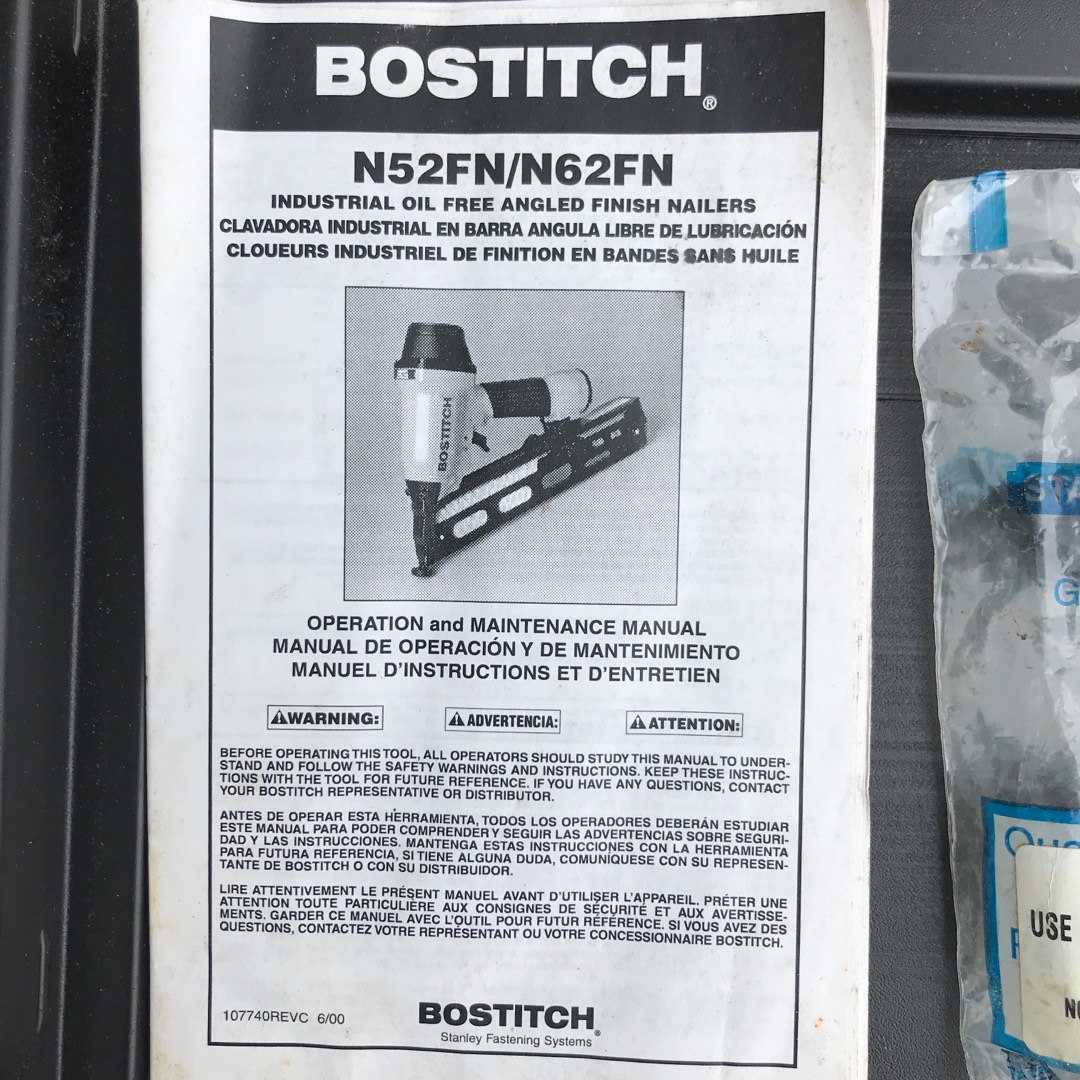 BOSTITCH®
N52FN/N62FN
INDUSTRIAL OIL FREE ANGLED FINISH NAILERS
CLAVADORA INDUSTRIAL EN BARRA ANGULA LIBRE DE LUBRICACIÓN
CLOUEURS INDUSTRIEL DE FINITION EN BANDES SANS HUILE
BOSTITCH
OPERATION and MAINTENANCE MANUAL
MANUAL DE OPERACIÓN Y DE MANTENIMIENTO
MANUEL D'INSTRUCTIONS ET D'ENTRETIEN
WARNING: ADVERTENCIA: ATTENTION:
BEFORE OPERATING THIS TOOL, ALL OPERATORS SHOULD STUDY THIS MANUAL TO UNDER-
STAND AND FOLLOW THE SAFETY WARNINGS AND INSTRUCTIONS. KEEP THESE INSTRUC-
TIONS WITH THE TOOL FOR FUTURE REFERENCE. IF YOU HAVE ANY QUESTIONS, CONTACT
YOUR BOSTITCH REPRESENTATIVE OR DISTRIBUTOR.
ANTES DE OPERAR ESTA HERRAMIENTA, TODOS LOS OPERADORES DEBERÁN ESTUDIAR
ESTE MANUAL PARA PODER COMPRENDER Y SEGUIR LAS ADVERTENCIAS SOBRE SEGURI-
DAD Y LAS INSTRUCCIONES. MANTENGA ESTAS INSTRUCCIONES CON LA HERRAMIENTA
PARA FUTURA REFERENCIA, SI TIENE ALGUNA DUDA, COMUNÍQUESE CON SU REPRESEN-
TANTE DE BOSTITCH O CON SU DISTRIBUIDOR.
LIRE ATTENTIVEMENT LE PRÉSENT MANUEL AVANT D'UTILISER L'APPAREIL. PRÉTER UNE
ATTENTION TOUTE PARTICULIÈRE AUX CONSIGNES DE SÉCURITÉ ET AUX AVERTISSE-
MENTS. GARDER CE MANUEL AVEC L'OUTIL POUR FUTUR RÉFÉRENCE. SI VOUS AVEZ DES
QUESTIONS, CONTACTEZ VOTRE REPRÉSENTANT OU VOTRE CONCESSIONNAIRE BOSTITCH.
107740REVC 6/00
BOSTITCH®
Stanley Fastening Systems
USE